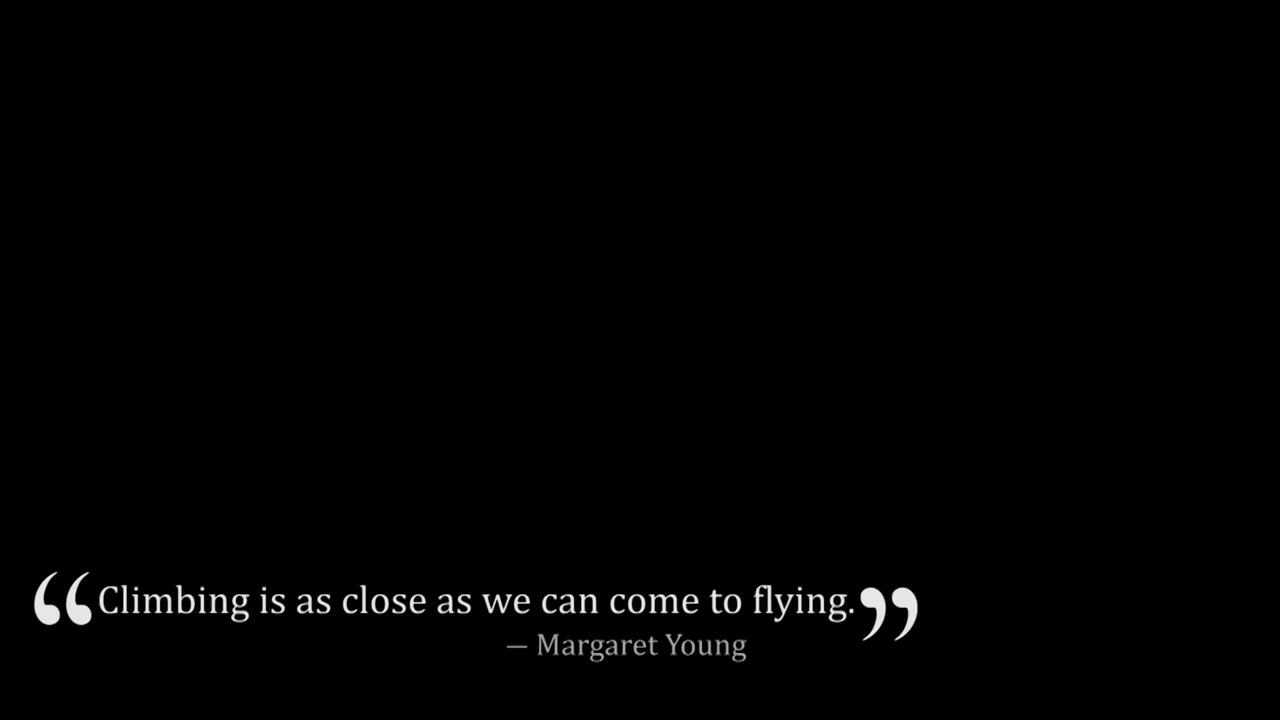 “Climbing is as close as we can come to flying.”
— Margaret Young